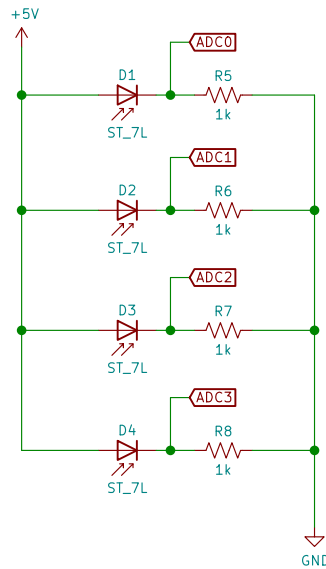 +5V
ADC0
D1
R5
ST_7L
1k
ADC1
D2
R6
ST_7L
1k
ADC2
D3
R7
ST_7L
1k
ADC3
D4
R8
ST_7L
1k
GND